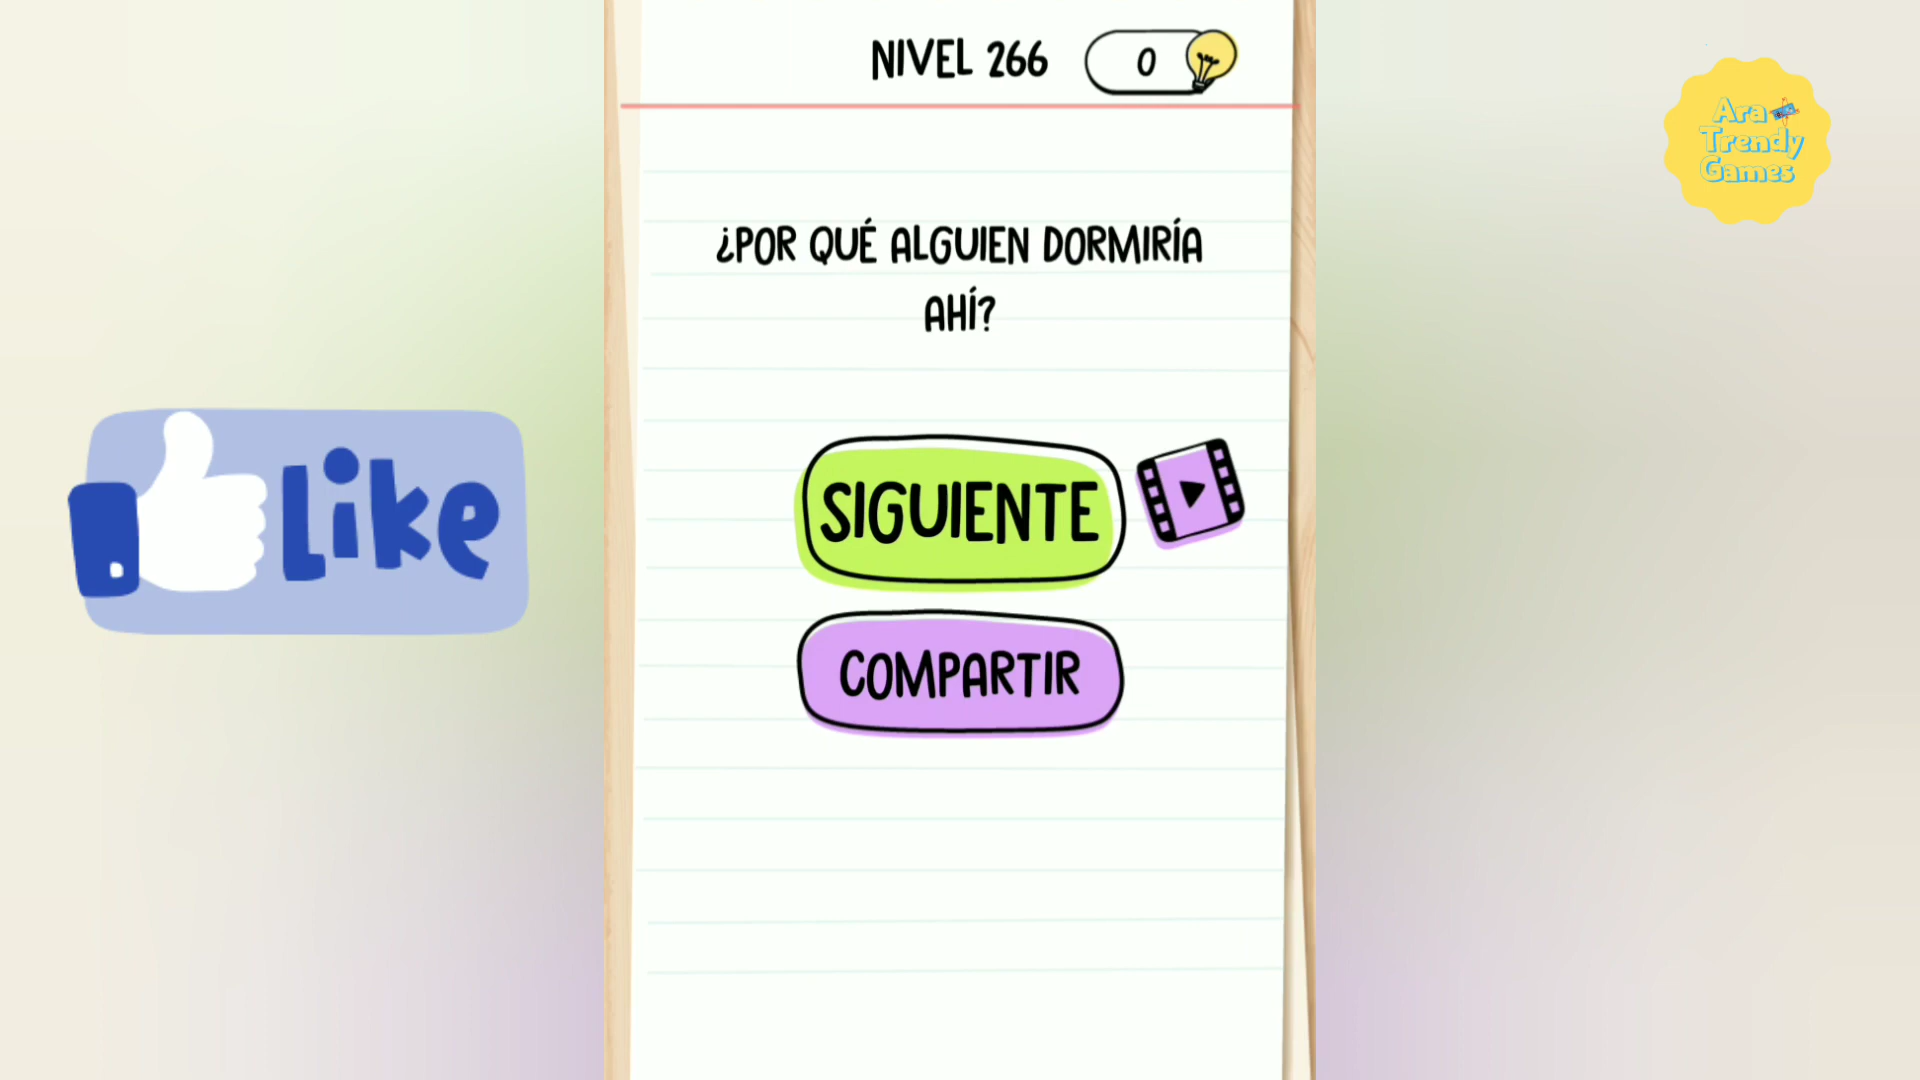 NIVEL 266
0
¿POR QUÉ ALGUIEN DORMIRÍA
AHÍ?
SIGUIENTE
COMPARTIR
Like
Ara
Trendy
Games